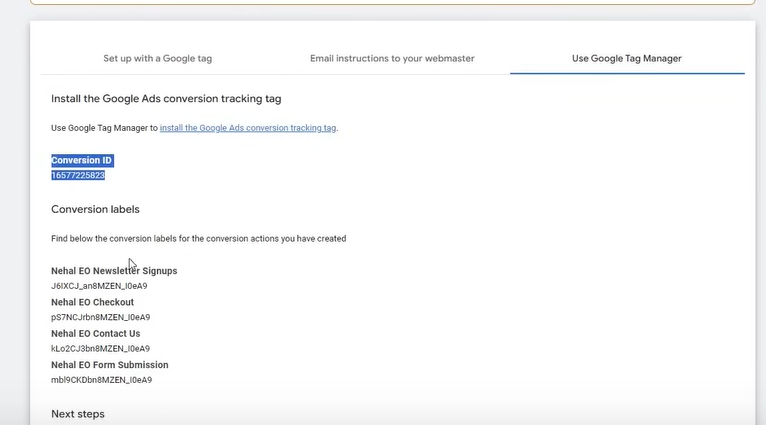 Set up with a Google tag
Email instructions to your webmaster
Use Google Tag Manager
Install the Google Ads conversion tracking tag
Use Google Tag Manager to install the Google Ads conversion tracking tag.
Conversion ID
16577225823
Conversion labels
Find below the conversion labels for the conversion actions you have created
Nehal EO Newsletter Signups
J6IXCJ_an8MZEN_I0eA9
Nehal EO Checkout
pS7NCJrbn8MZEN_I0eA9
Nehal EO Contact Us
kLo2CJ3bn8MZEN_I0eA9
Nehal EO Form Submission
mbl9CKDbn8MZEN_I0eA9
Next steps